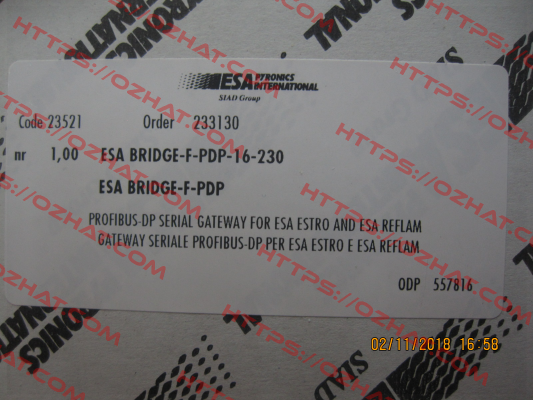 ESA PYRONICS INTERNATIONAL
SIAD Group
Code 23521 Order 233130
nr 1,00 ESA BRIDGE-F-PDP-16-230
ESA BRIDGE-F-PDP
PROFIBUS-DP SERIAL GATEWAY FOR ESA ESTRO AND ESA REFLAM
GATEWAY SERIALE PROFIBUS-DP PER ESA ESTRO E ESA REFLAM
ODP 557816
02/11/2018 16:58
HTTPS://OZHAT.COM